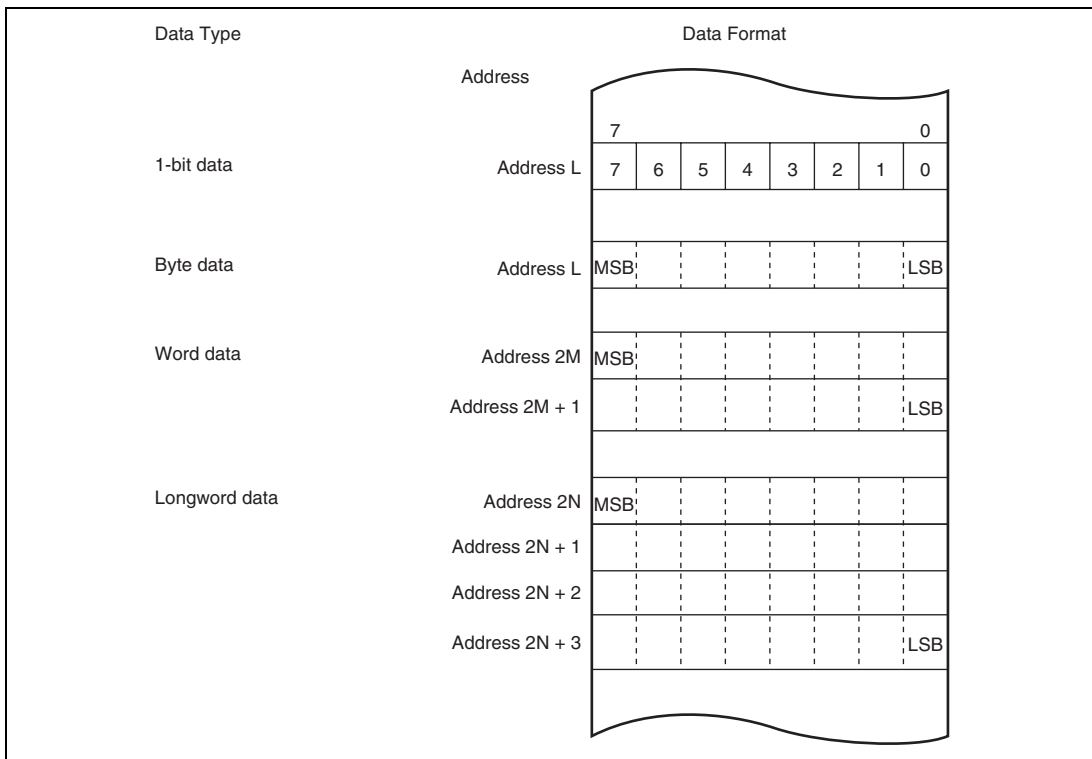 Data Type Data Format
Address
7 0
1-bit data Address L 7 6 5 4 3 2 1 0
Byte data Address L MSB LSB
Word data Address 2M MSB
Address 2M + 1 LSB
Longword data Address 2N MSB
Address 2N + 1
Address 2N + 2
Address 2N + 3 LSB